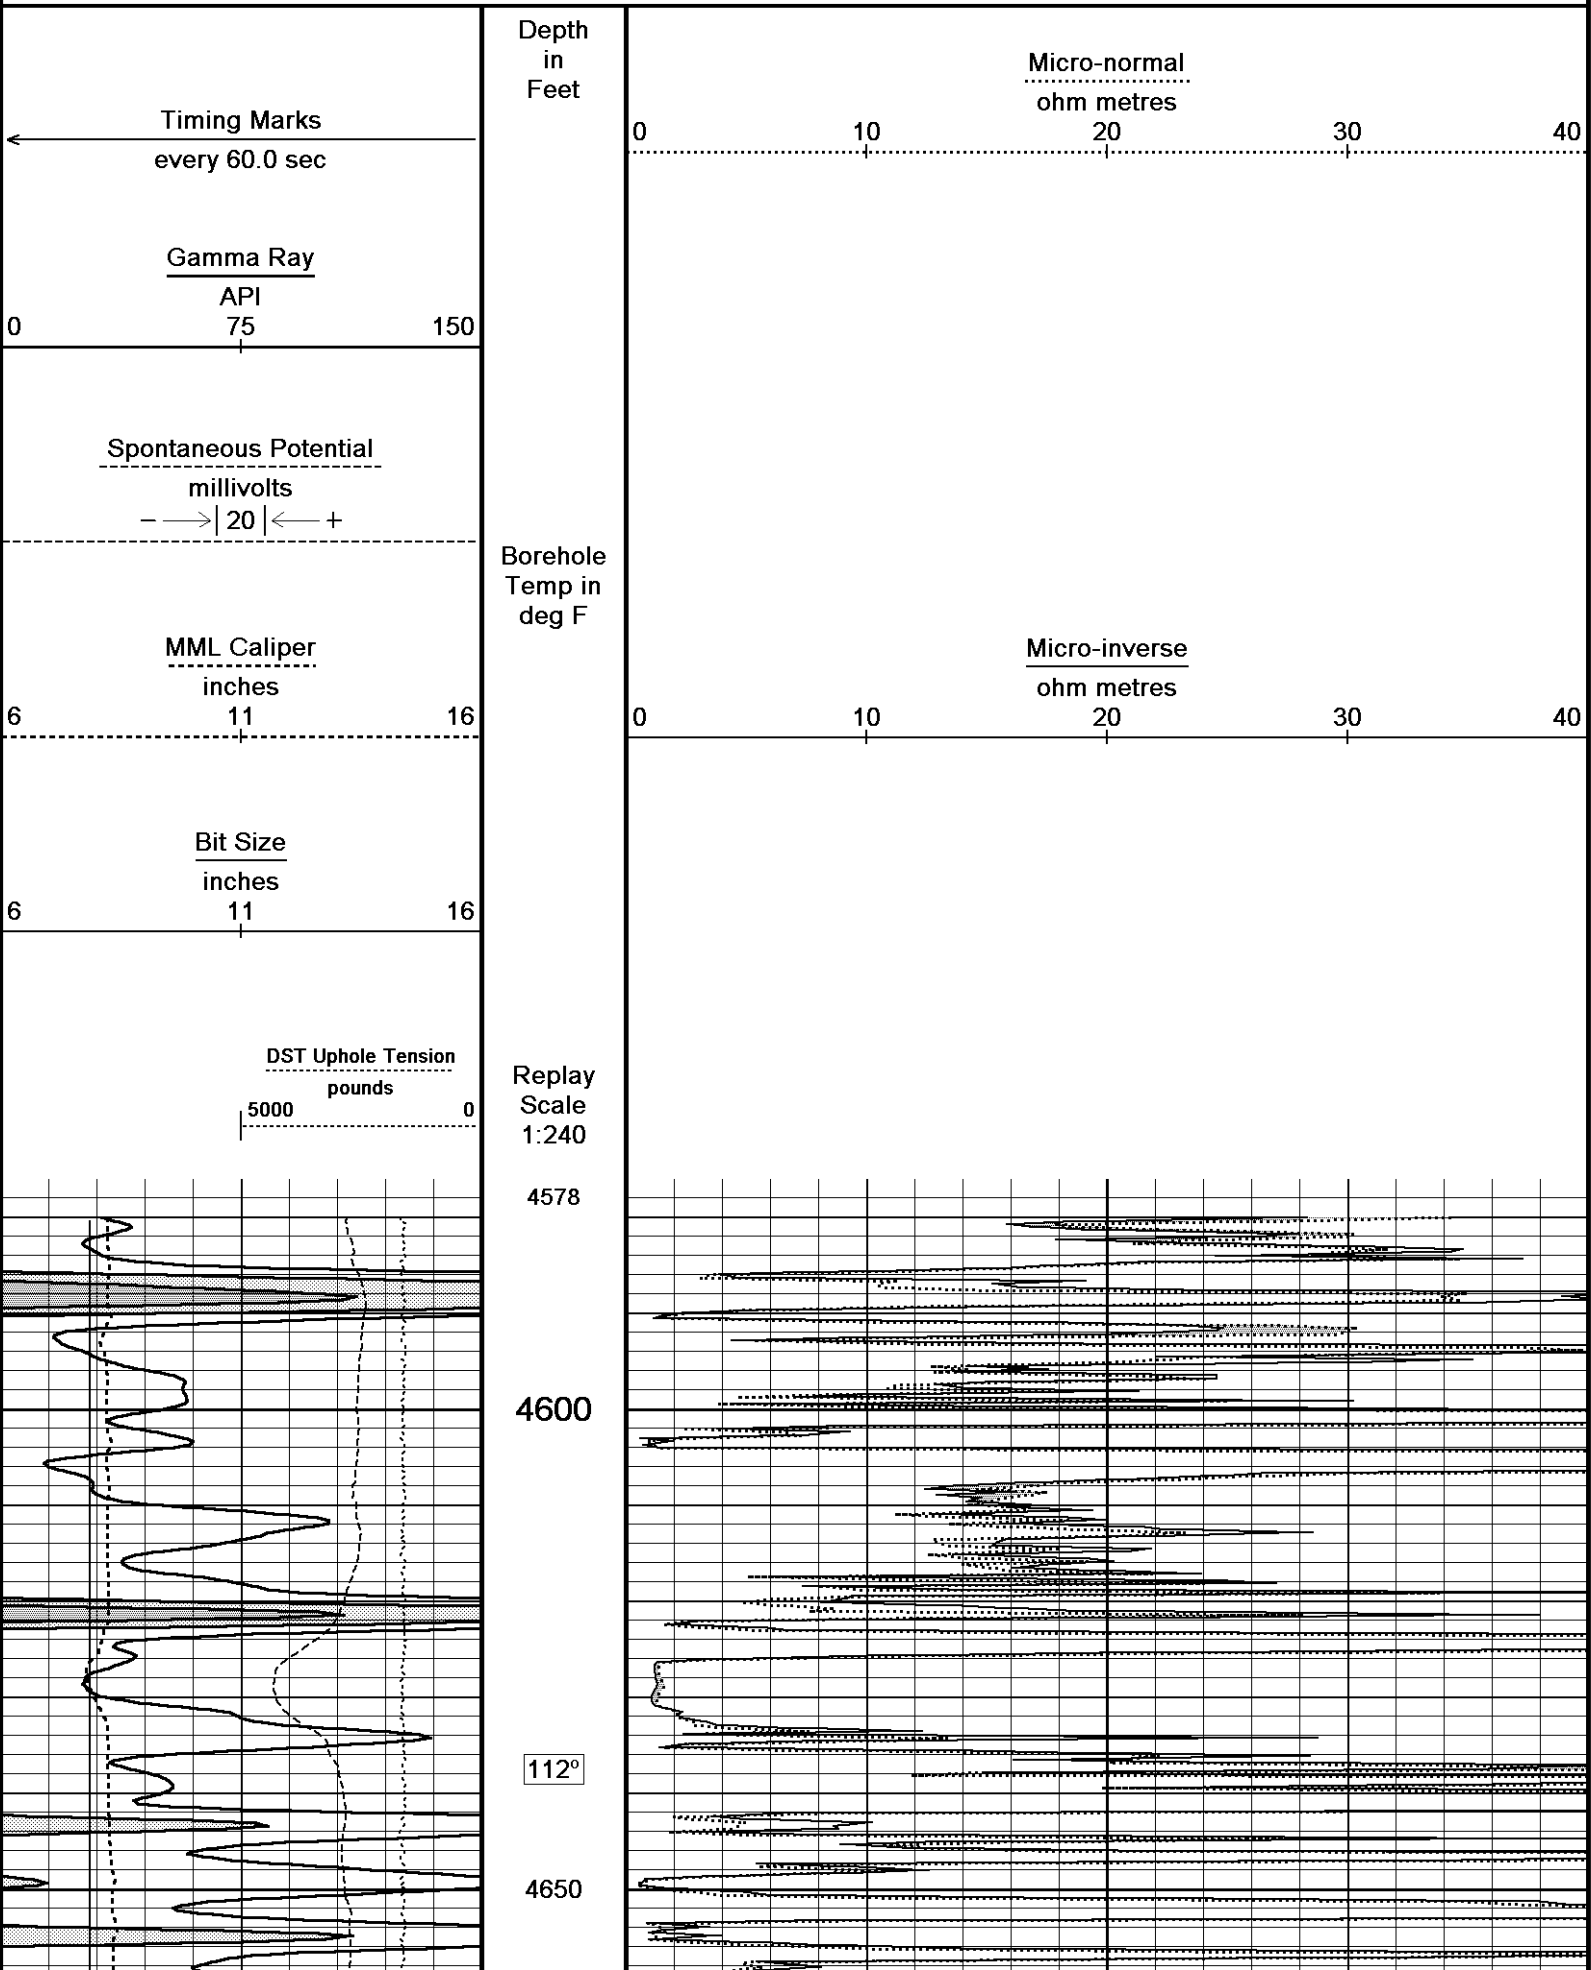 Timing Marks
every 60.0 sec
Gamma Ray
API
0 75 150
Spontaneous Potential
millivolts
− 20 +
MML Caliper
inches
6 11 16
Bit Size
inches
6 11 16
DST Uphole Tension
pounds
5000 0
Depth
in
Feet
Borehole
Temp in
deg F
Replay
Scale
1:240
4578
4600
112º
4650
Micro-normal
ohm metres
0 10 20 30 40
Micro-inverse
ohm metres
0 10 20 30 40